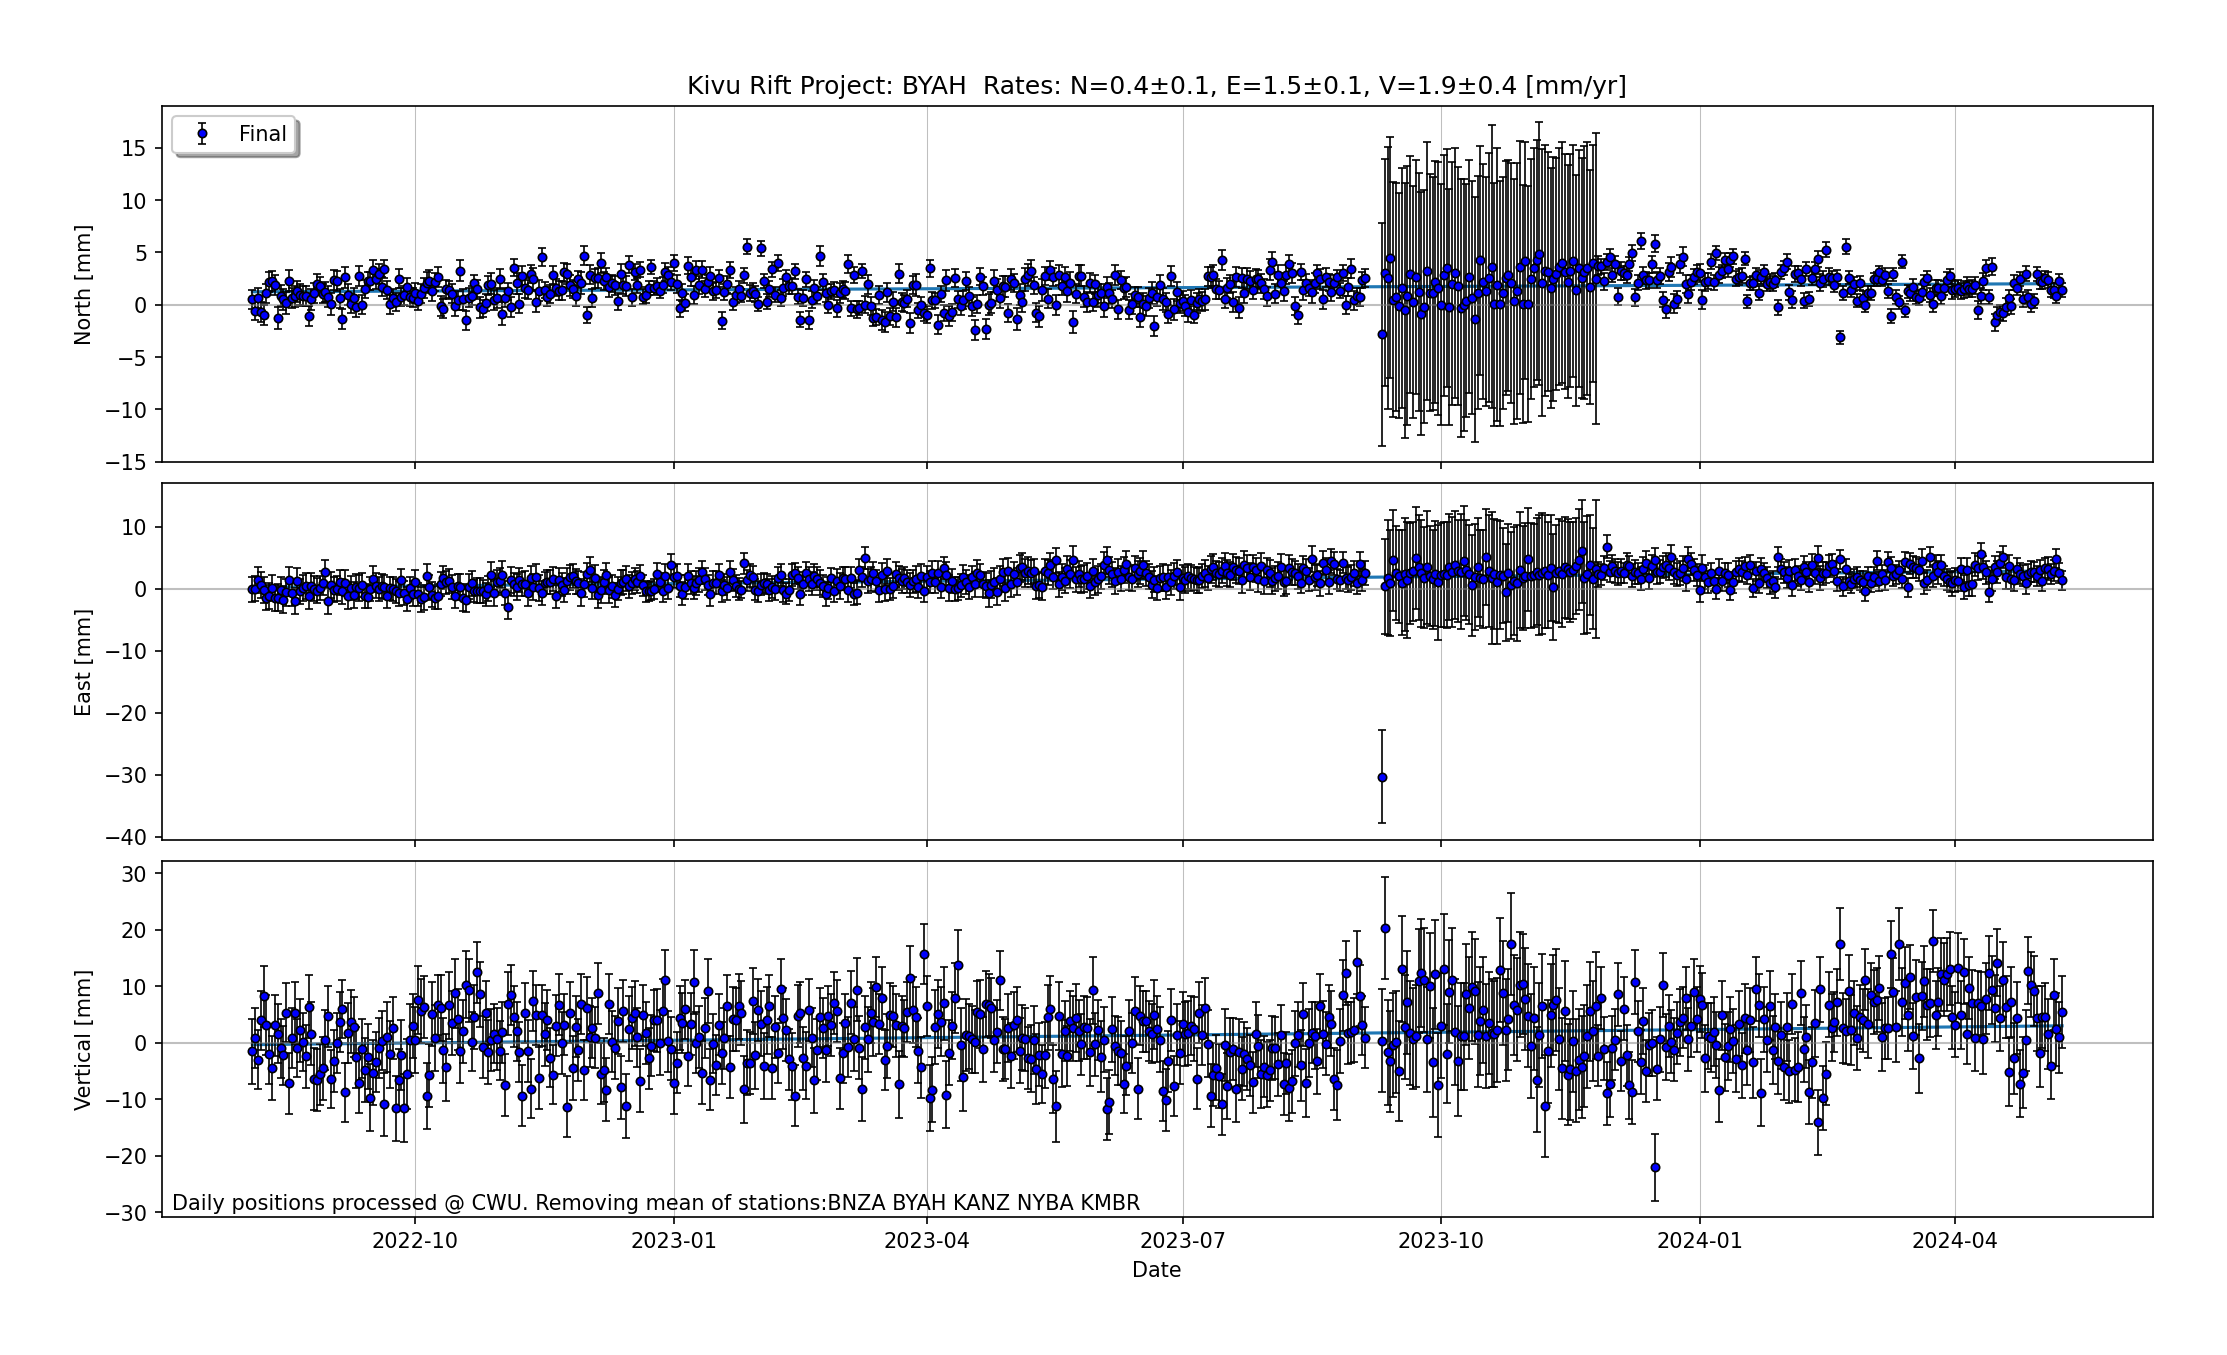 Kivu Rift Project: BYAH  Rates: N=0.4±0.1, E=1.5±0.1, V=1.9±0.4 [mm/yr]
Final
North [mm]
15
10
5
0
−5
−10
−15
East [mm]
10
0
−10
−20
−30
−40
Vertical [mm]
30
20
10
0
−10
−20
−30
Daily positions processed @ CWU. Removing mean of stations:BNZA BYAH KANZ NYBA KMBR
2022-10 2023-01 2023-04 2023-07 2023-10 2024-01 2024-04
Date